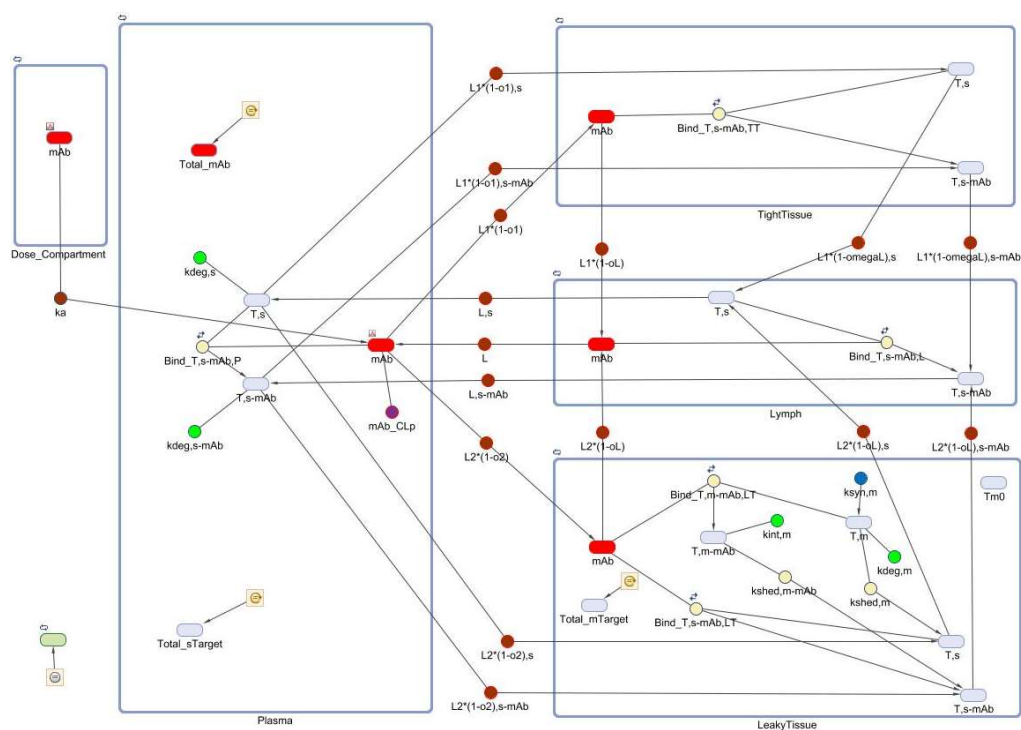 T,s
L1*(1-o1),s
mAb
Bind_T,s-mAb,TT
mAb
Total_mAb
L1*(1-o1),s-mAb
T,s-mAb
L1*(1-o1)
TightTissue
Dose_Compartment
L1*(1-oL)
L1*(1-omegaL),s
L1*(1-omegaL),s-mAb
kdeg,s
ka
T,s
L,s
T,s
Bind_T,s-mAb,P
mAb
L
mAb
Bind_T,s-mAb,L
T,s-mAb
L,s-mAb
T,s-mAb
mAb_CLp
Lymph
kdeg,s-mAb
L2*(1-o2)
L2*(1-oL)
L2*(1-oL),s
L2*(1-oL),s-mAb
Bind_T,m-mAb,LT
ksyn,m
Tm0
T,m-mAb
kint,m
T,m
mAb
kdeg,m
kshed,m-mAb
kshed,m
Total_mTarget
Bind_T,s-mAb,LT
Total_sTarget
L2*(1-o2),s
T,s
L2*(1-o2),s-mAb
T,s-mAb
Plasma
LeakyTissue